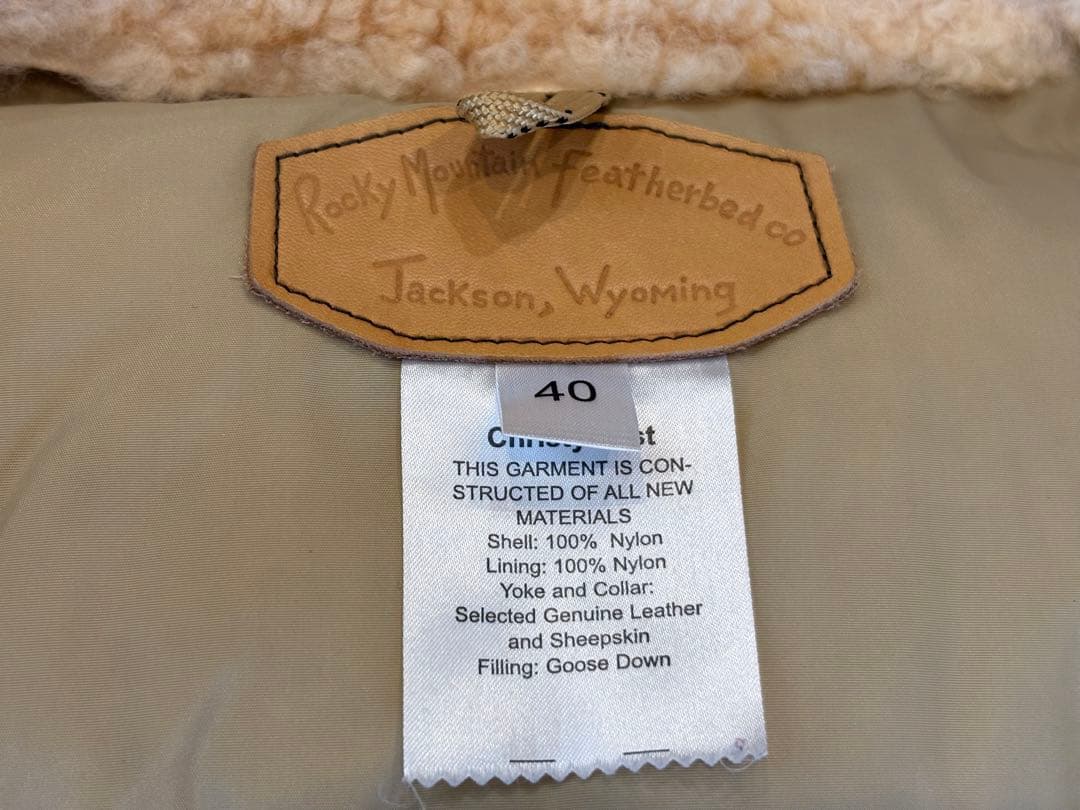 Rocky Mountain Featherbed co
Jackson, Wyoming
40
THIS GARMENT IS CON-
STRUCTED OF ALL NEW
MATERIALS
Shell: 100% Nylon
Lining: 100% Nylon
Yoke and Collar:
Selected Genuine Leather
and Sheepskin
Filling: Goose Down